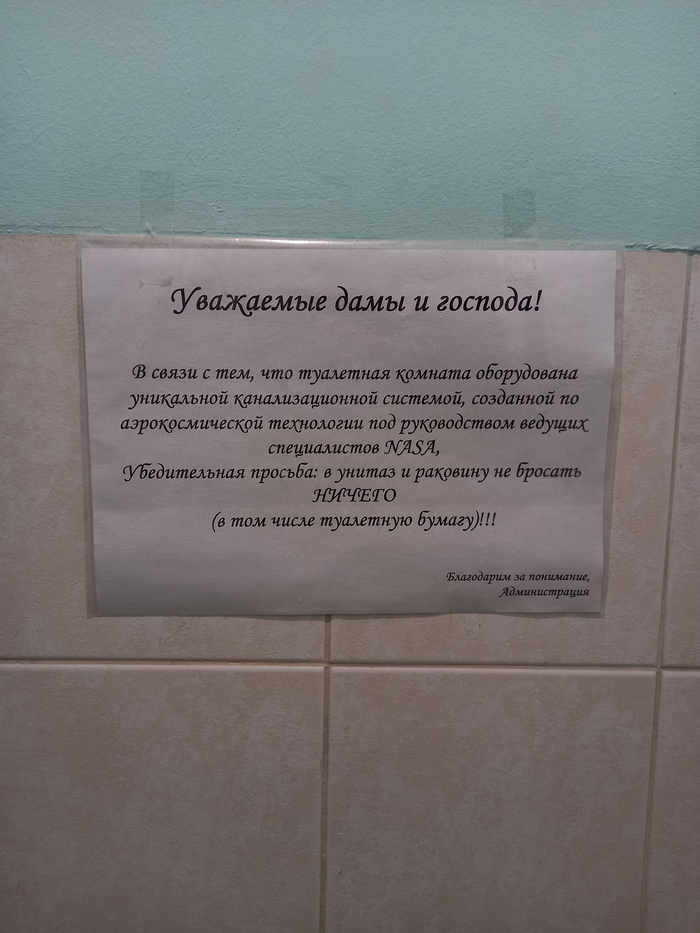 Уважаемые дамы и господа!
В связи с тем, что туалетная комната оборудована
уникальной канализационной системой, созданной по
аэрокосмической технологии под руководством ведущих
специалистов NASA,
Убедительная просьба: в унитаз и раковину не бросать
НИЧЕГО
(в том числе туалетную бумагу)!!!
Благодарим за понимание,
Администрация